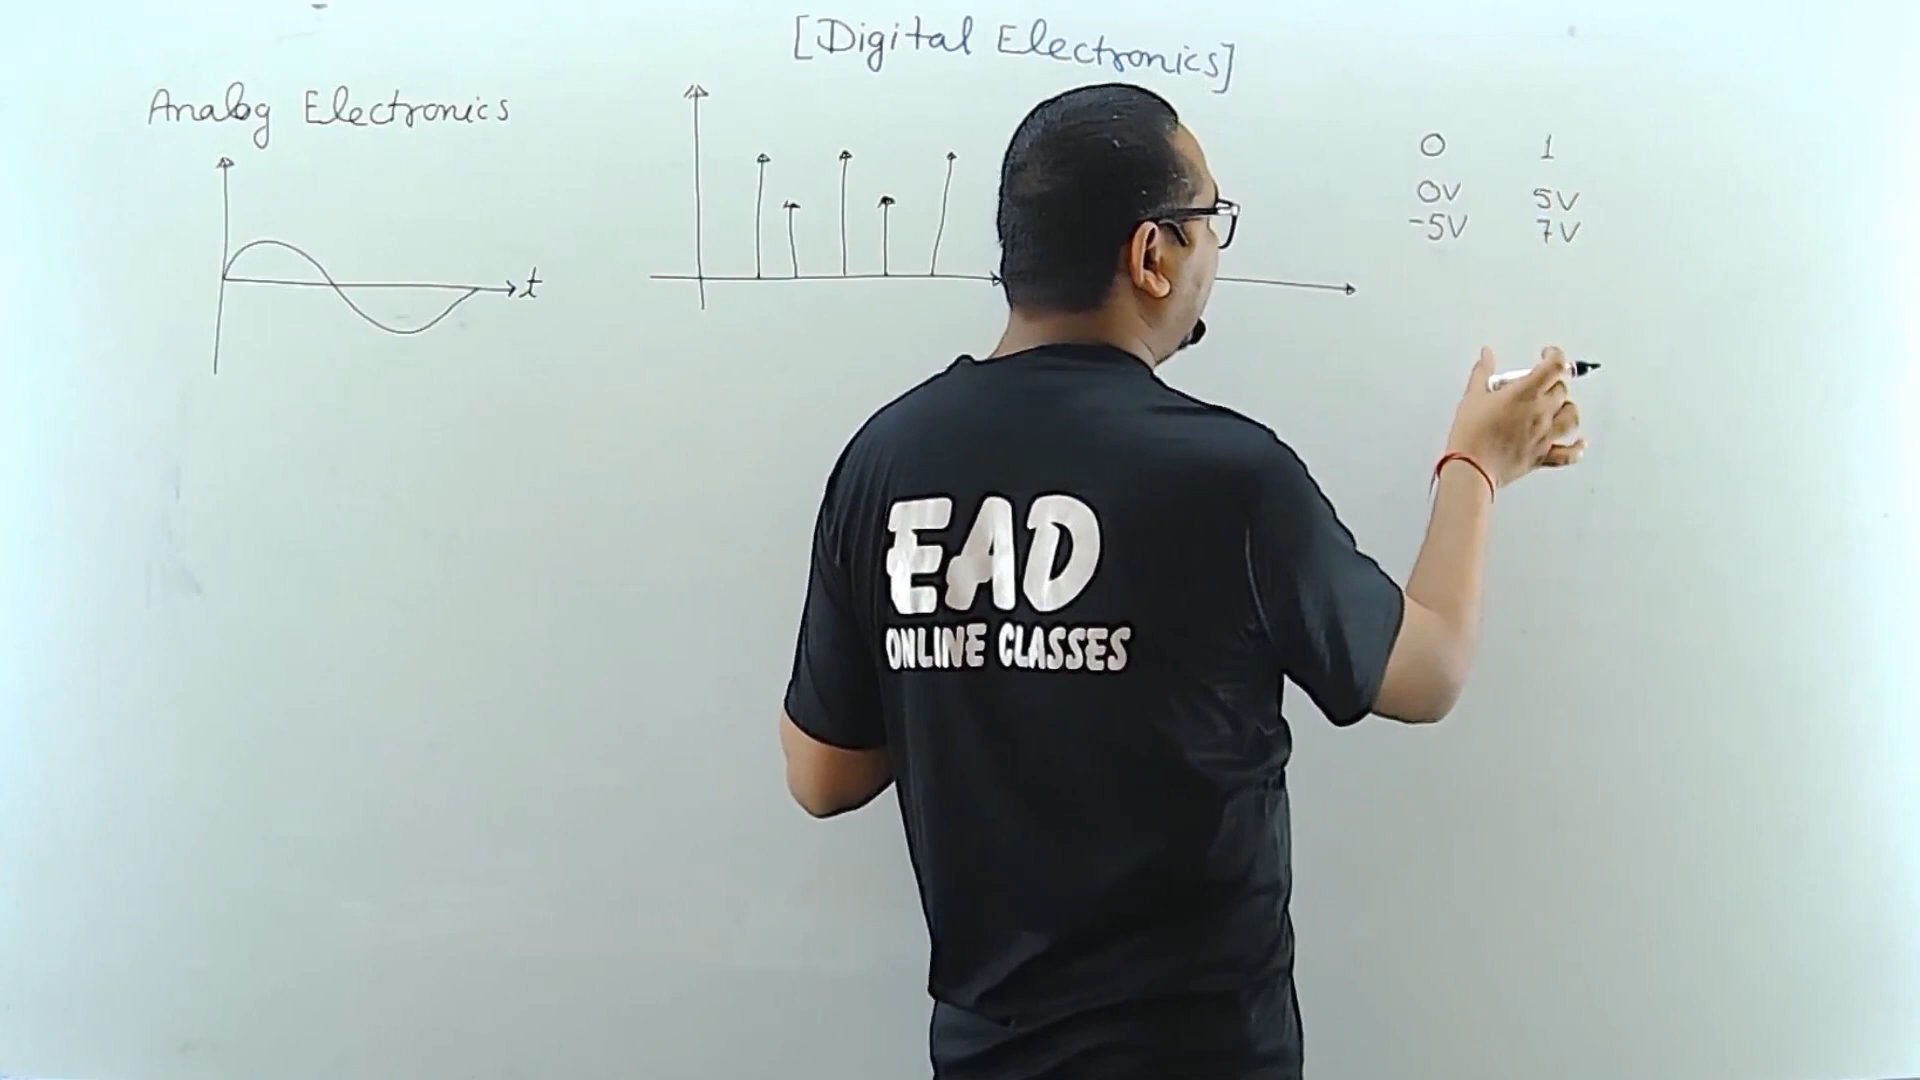 [Digital Electronics]
Analog Electronics
t
0 1
0V 5V
-5V 7V
EAD
ONLINE CLASSES